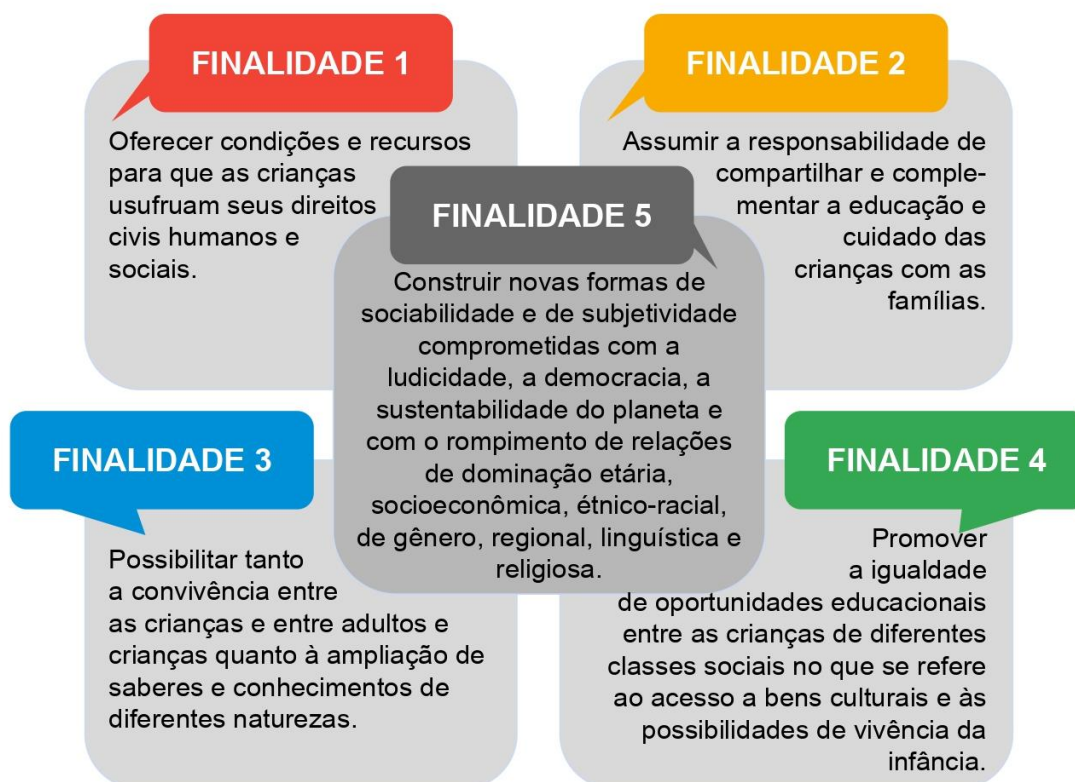 FINALIDADE 1
Oferecer condições e recursos
para que as crianças
usufruam seus direitos
civis humanos e
sociais.
FINALIDADE 2
Assumir a responsabilidade de
compartilhar e comple-
mentar a educação e
cuidado das
crianças com as
famílias.
FINALIDADE 5
Construir novas formas de
sociabilidade e de subjetividade
comprometidas com a
ludicidade, a democracia, a
sustentabilidade do planeta e
com o rompimento de relações
de dominação etária,
socioeconômica, étnico-racial,
de gênero, regional, linguística e
religiosa.
FINALIDADE 3
Possibilitar tanto
a convivência entre
as crianças e entre adultos e
crianças quanto à ampliação de
saberes e conhecimentos de
diferentes naturezas.
FINALIDADE 4
Promover
a igualdade
de oportunidades educacionais
entre as crianças de diferentes
classes sociais no que se refere
ao acesso a bens culturais e às
possibilidades de vivência da
infância.